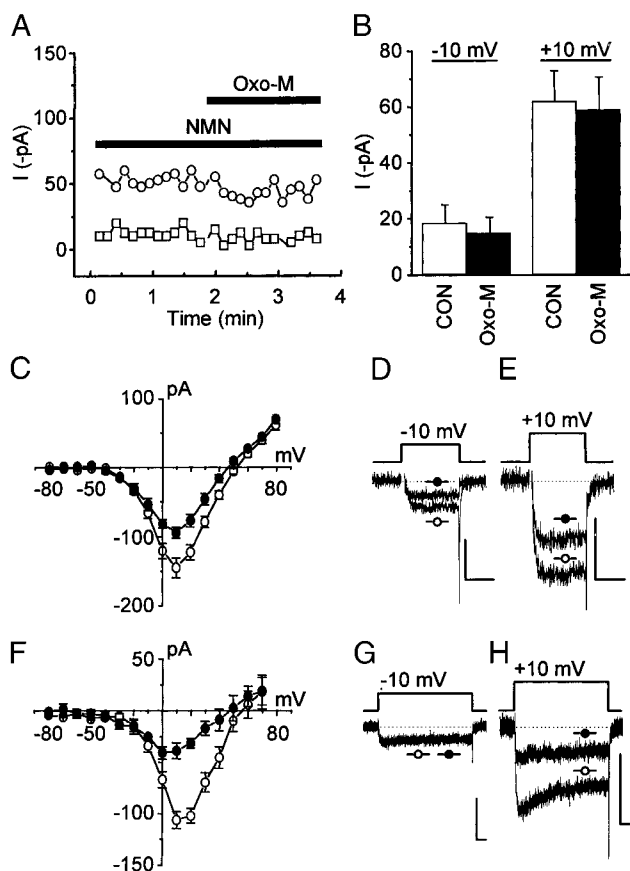 A
I (-pA)
150
100
50
0
Oxo-M
NMN
0 1 2 3 4
Time (min)
B
I (-pA)
80
60
40
20
0
-10 mV
+10 mV
CON
Oxo-M
CON
Oxo-M
C
pA
100
mV
-80 -50 80
-100
-200
D
-10 mV
E
+10 mV
F
pA
50
mV
-80 -50 80
-50
-100
-150
G
-10 mV
H
+10 mV